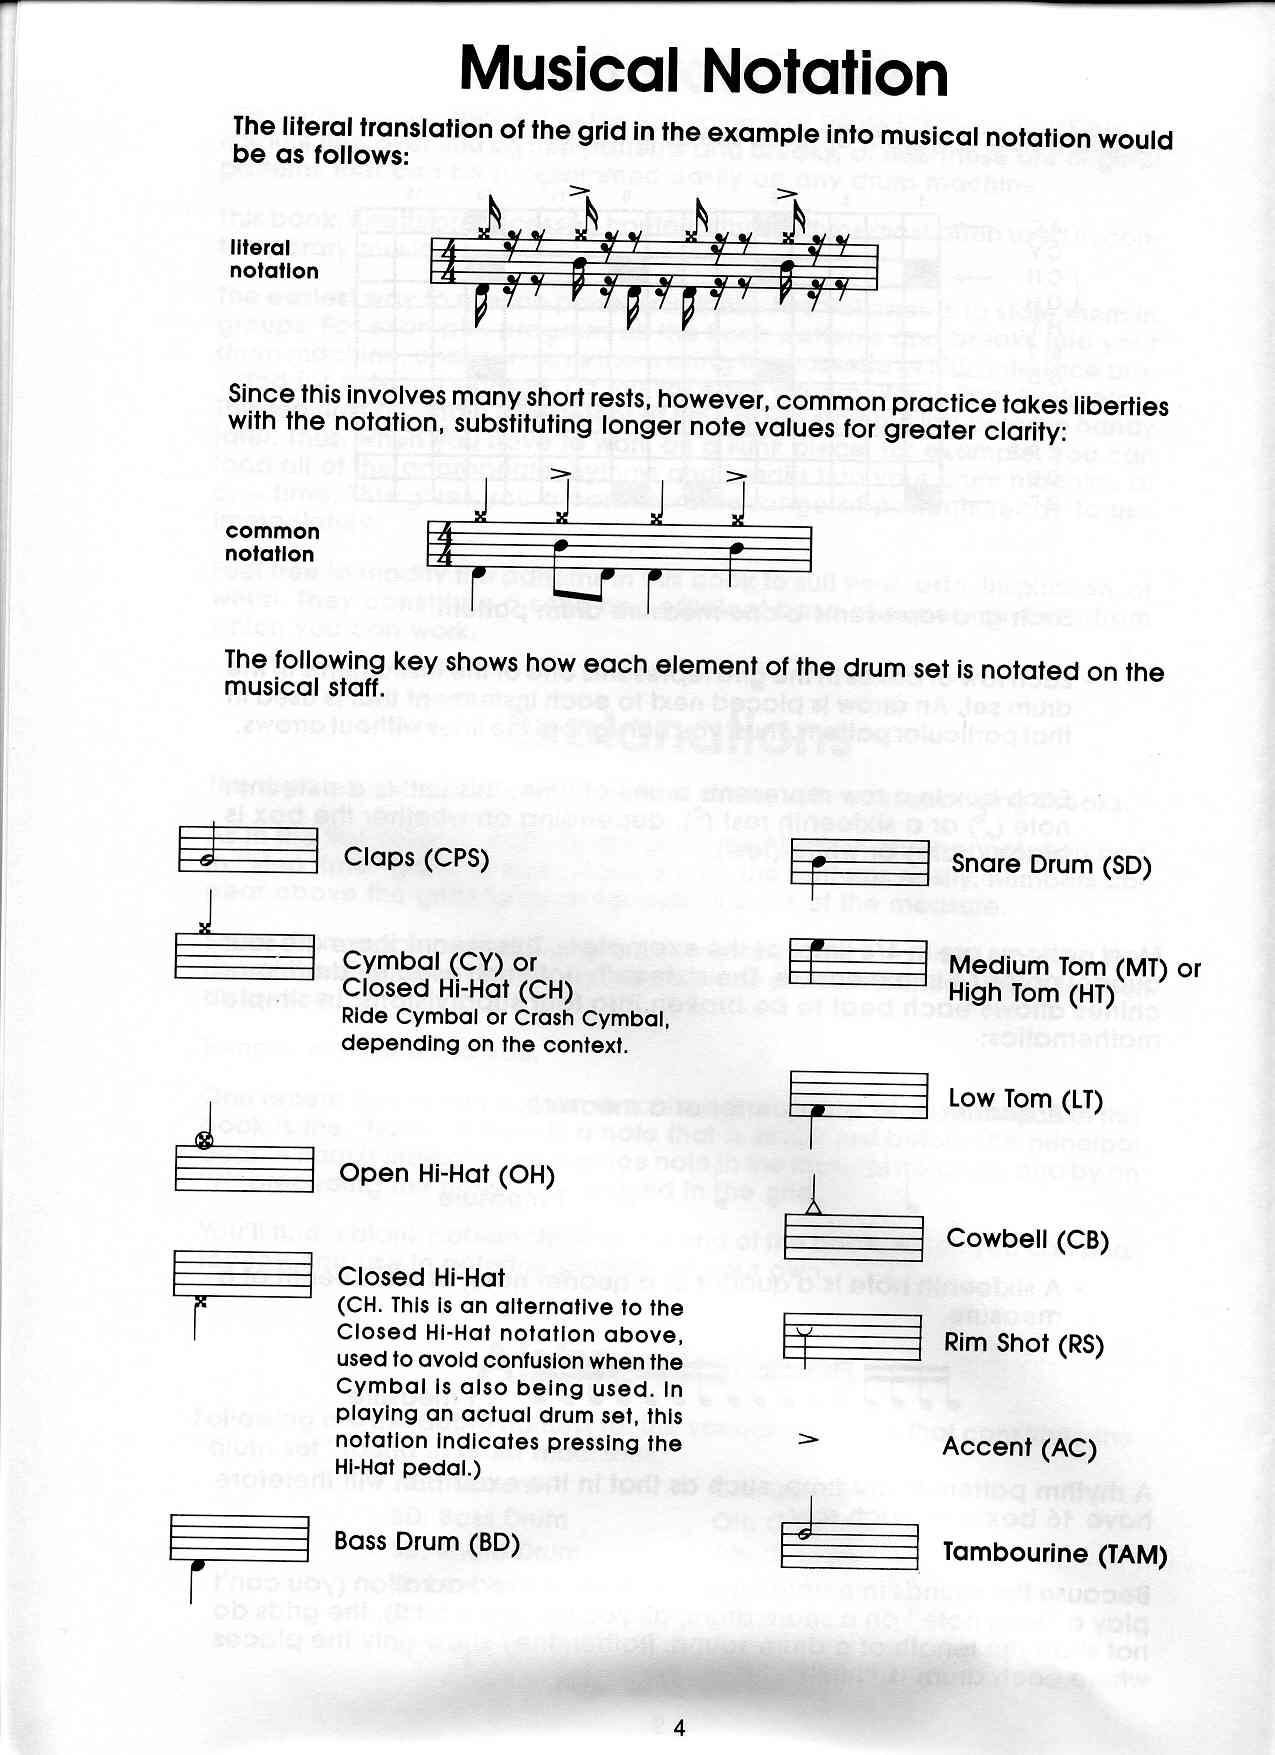 Musical Notation
The literal translation of the grid in the example into musical notation would
be as follows:
literal
notation
Since this involves many short rests, however, common practice takes liberties
with the notation, substituting longer note values for greater clarity:
common
notation
The following key shows how each element of the drum set is notated on the
musical staff.
Claps (CPS)
Cymbal (CY) or
Closed Hi-Hat (CH)
Ride Cymbal or Crash Cymbal,
depending on the context.
Open Hi-Hat (OH)
Closed Hi-Hat
(CH. This is an alternative to the
Closed Hi-Hat notation above,
used to avoid confusion when the
Cymbal is also being used. In
playing an actual drum set, this
notation indicates pressing the
Hi-Hat pedal.)
Bass Drum (BD)
Snare Drum (SD)
Medium Tom (MT) or
High Tom (HT)
Low Tom (LT)
Cowbell (CB)
Rim Shot (RS)
Accent (AC)
Tambourine (TAM)
4